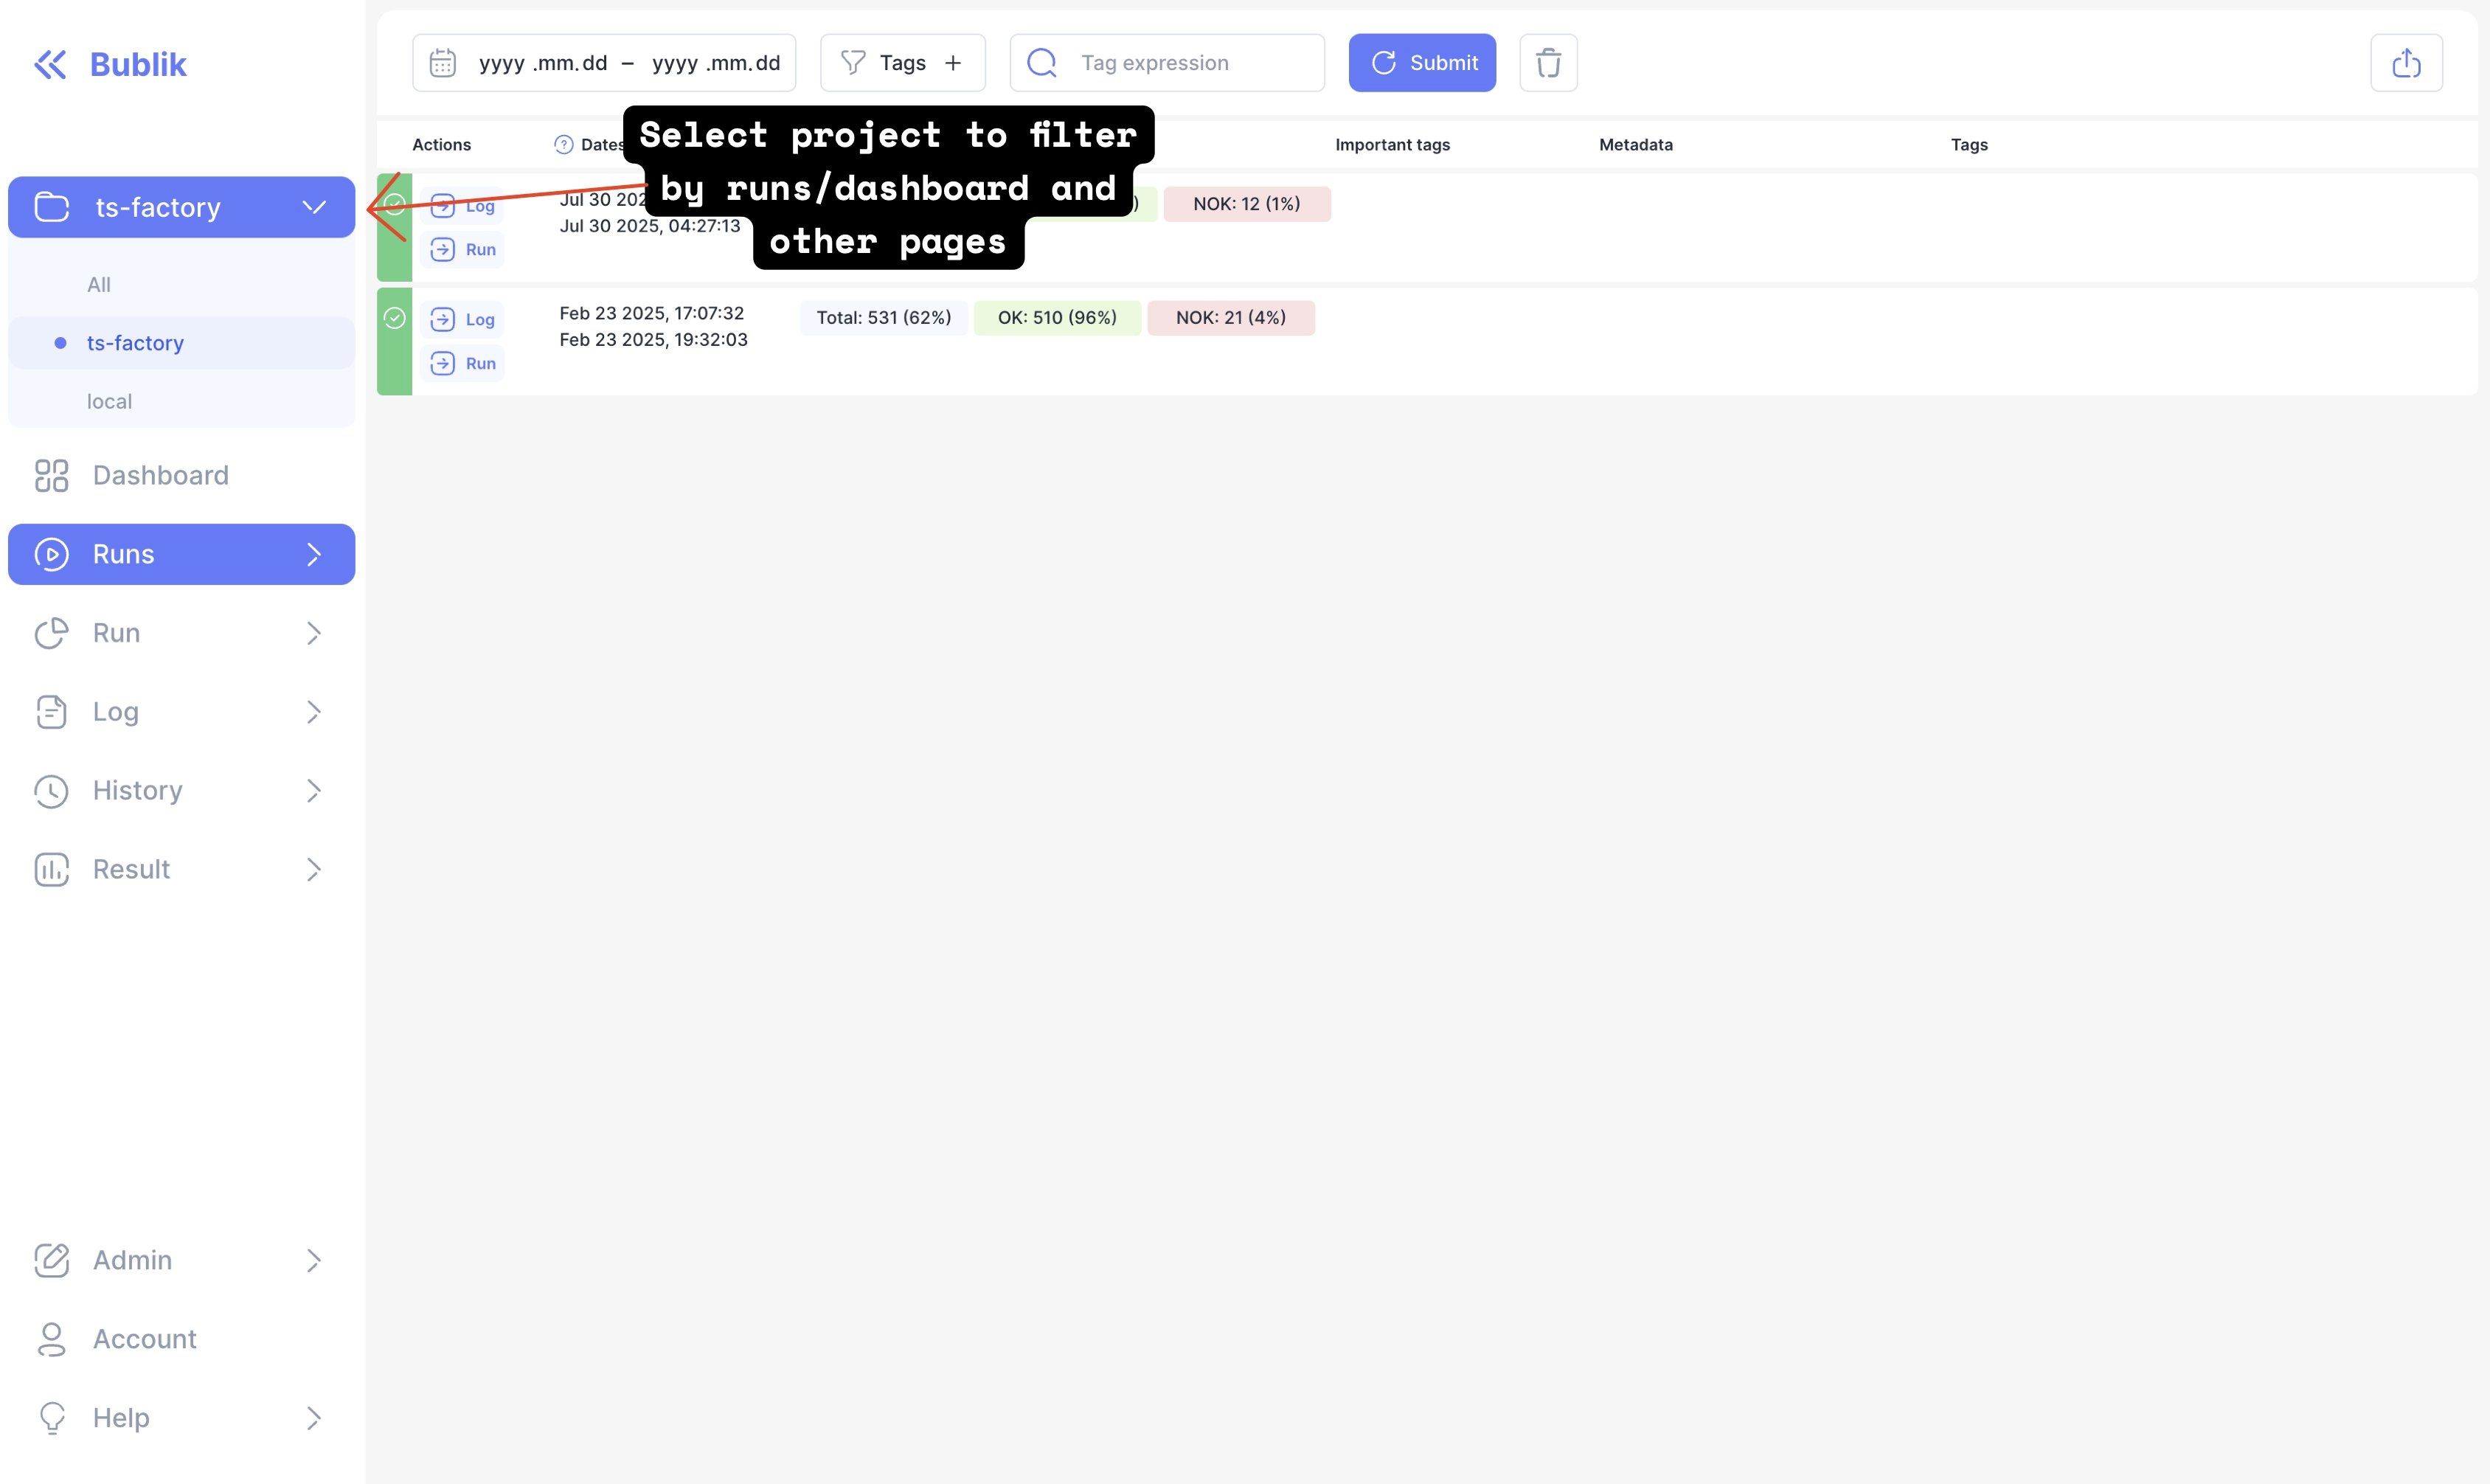 Bublik
ts-factory
All
ts-factory
local
Dashboard
Runs
Run
Log
History
Result
Admin
Account
Help
yyyy .mm.dd – yyyy .mm.dd
Tags +
Tag expression
Submit
Actions
Dates
Important tags
Metadata
Tags
Select project to filter
by runs/dashboard and
other pages
Log
Run
Jul 30
Jul 30 2025, 04:27:13
NOK: 12 (1%)
Log
Run
Feb 23 2025, 17:07:32
Feb 23 2025, 19:32:03
Total: 531 (62%)
OK: 510 (96%)
NOK: 21 (4%)